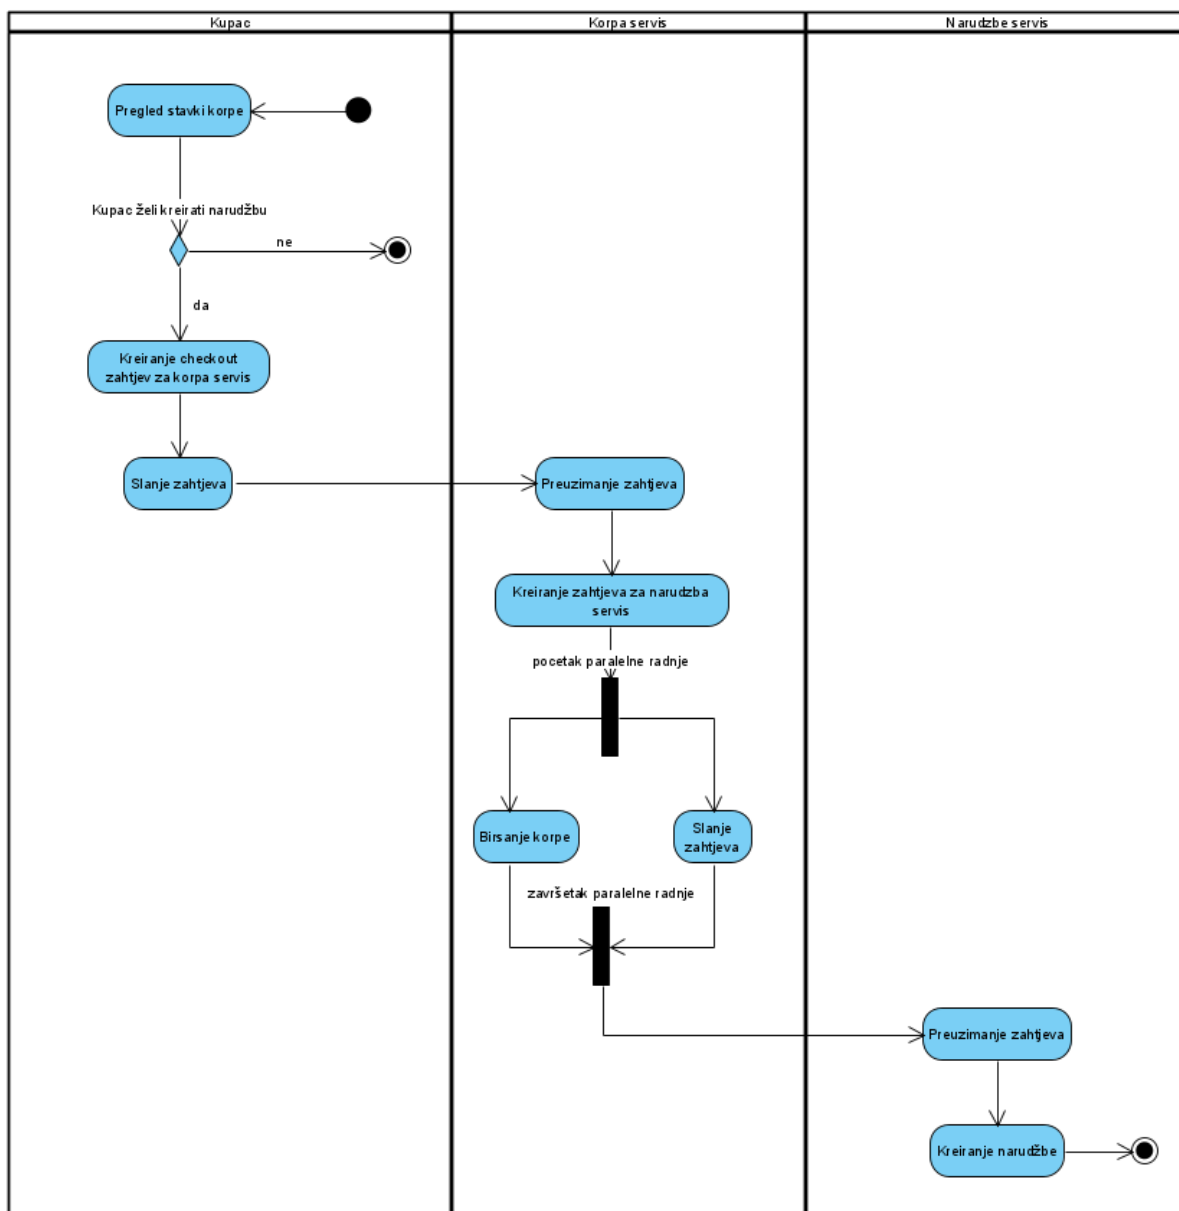 Kupac
Korpa servis
Narudzbe servis
Pregled stavki korpe
Kupac želi kreirati narudžbu
ne
da
Kreiranje checkout
zahtjev za korpa servis
Slanje zahtjeva
Preuzimanje zahtjeva
Kreiranje zahtjeva za narudzba
servis
pocetak paralelne radnje
Birsanje korpe
Slanje
zahtjeva
završetak paralelne radnje
Preuzimanje zahtjeva
Kreiranje narudžbe